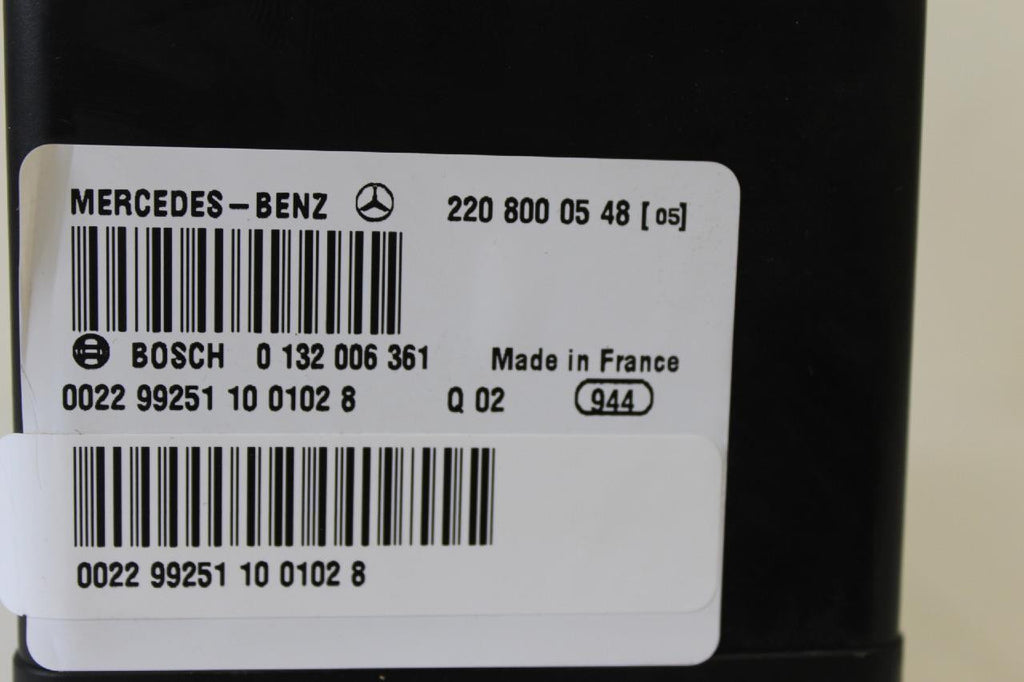 MERCEDES-BENZ 220 800 05 48 [05]
BOSCH 0 132 006 361 Made in France
0022 99251 10 0102 8 Q 02 944
0022 99251 10 0102 8